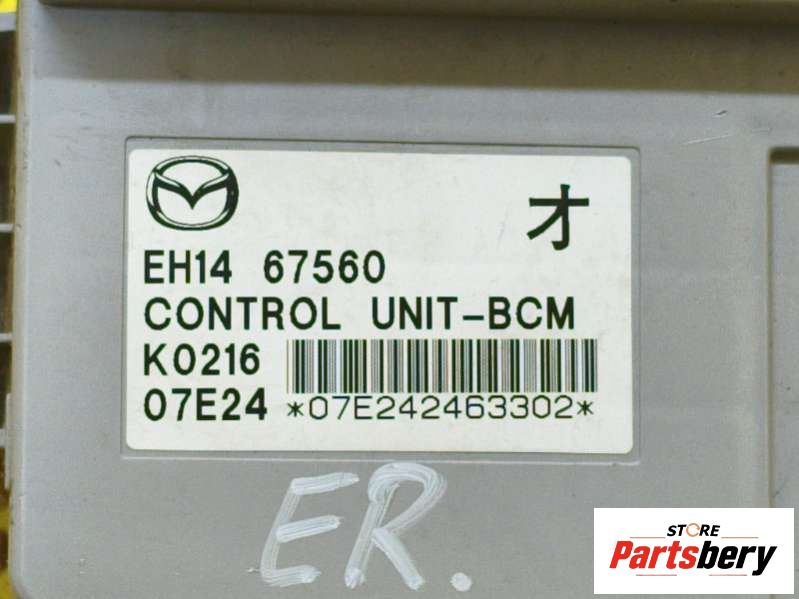 オ
EH14 67560
CONTROL UNIT-BCM
K0216
07E24 *07E242463302*
ER.
STORE
Partsbery